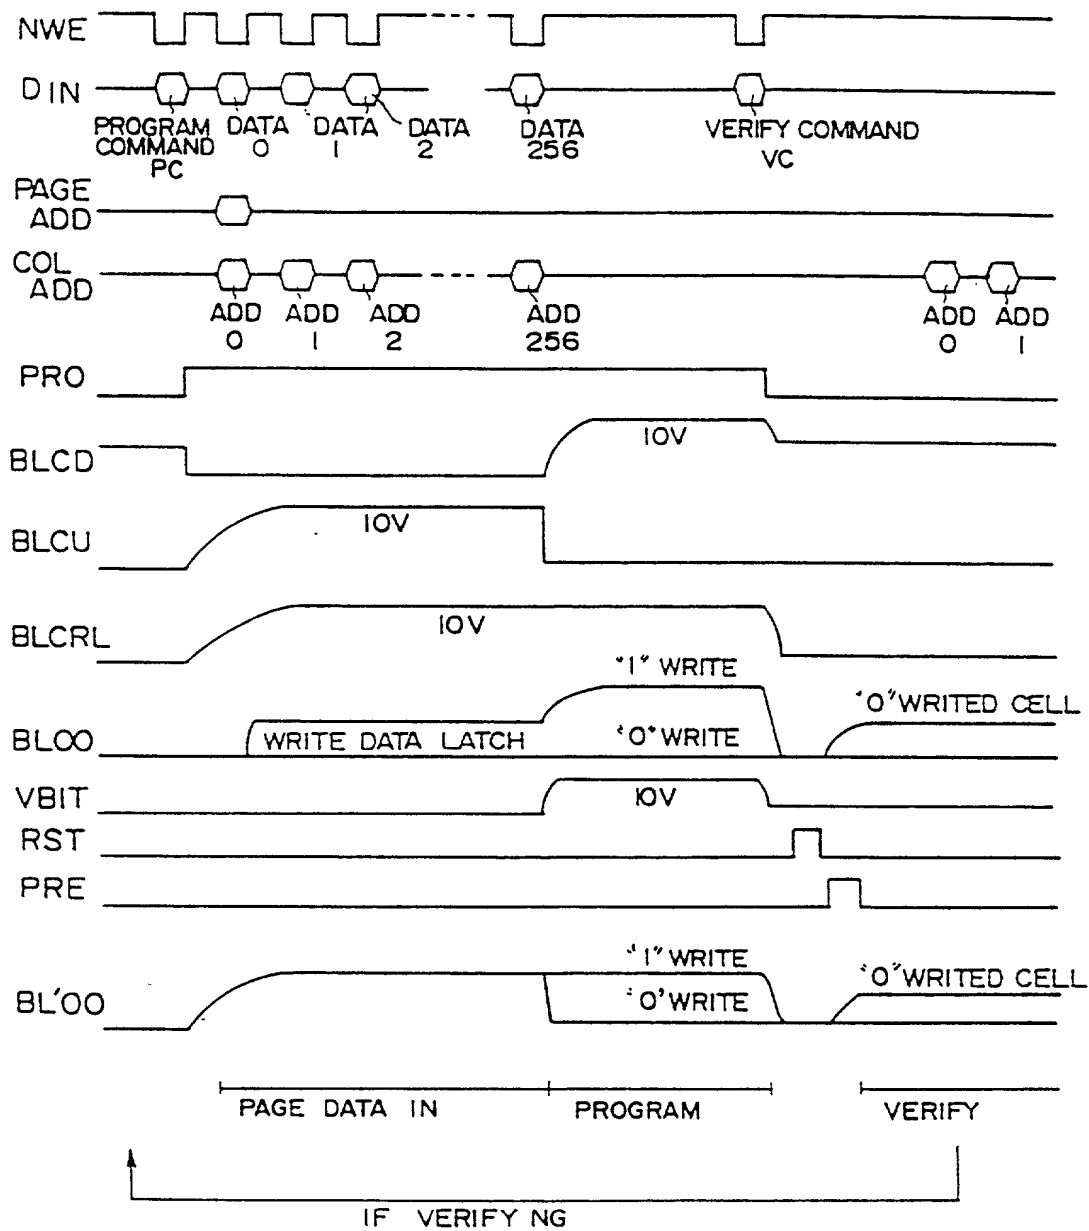 NWE
DIN
PROGRAM COMMAND PC
DATA 0
DATA 1
DATA 2
DATA 256
VERIFY COMMAND VC
PAGE ADD
COL ADD
ADD 0
ADD 1
ADD 2
ADD 256
ADD 0
ADD 1
PRO
BLCD
10V
BLCU
10V
BLCRL
10V
BL00
WRITE DATA LATCH
"1" WRITE
"0" WRITE
"0" WRITED CELL
VBIT
10V
RST
PRE
BL'00
"1" WRITE
"0' WRITE
"0" WRITED CELL
PAGE DATA IN
PROGRAM
VERIFY
IF VERIFY NG